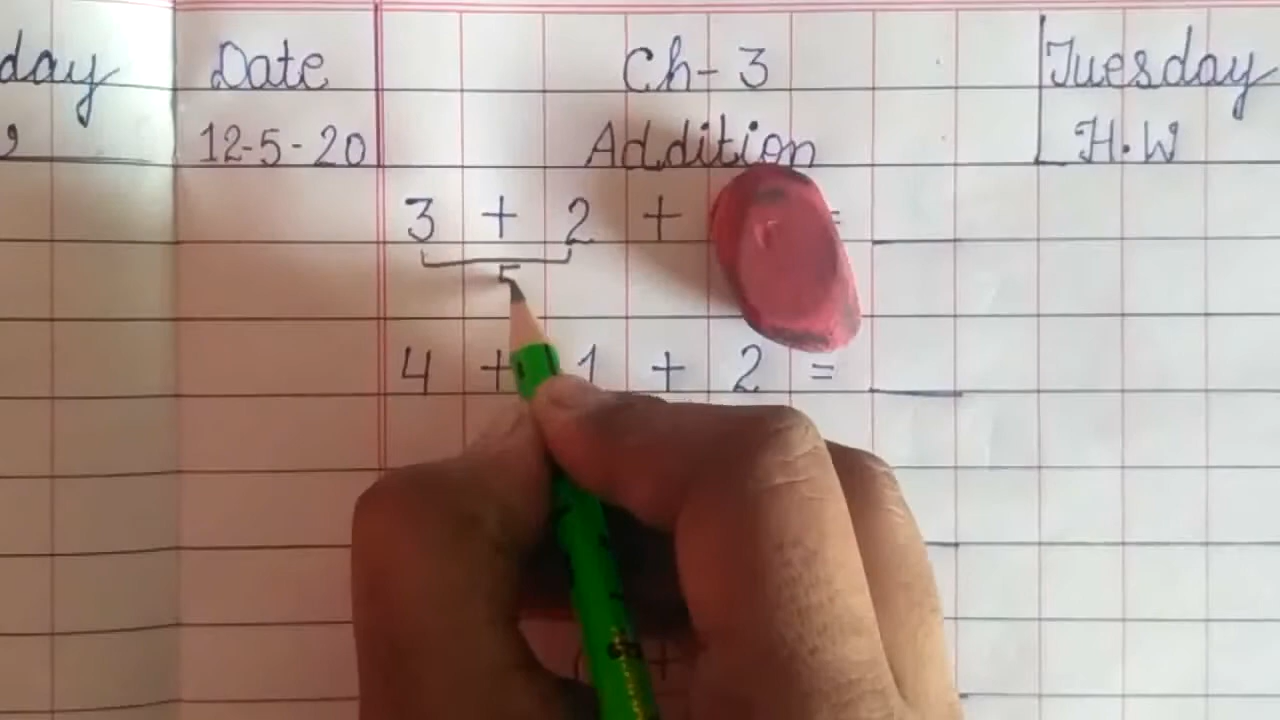 day Date Ch-3 Tuesday
12-5-20 Addition H.W
3 + 2 + =
5
4 + 1 + 2 =
+